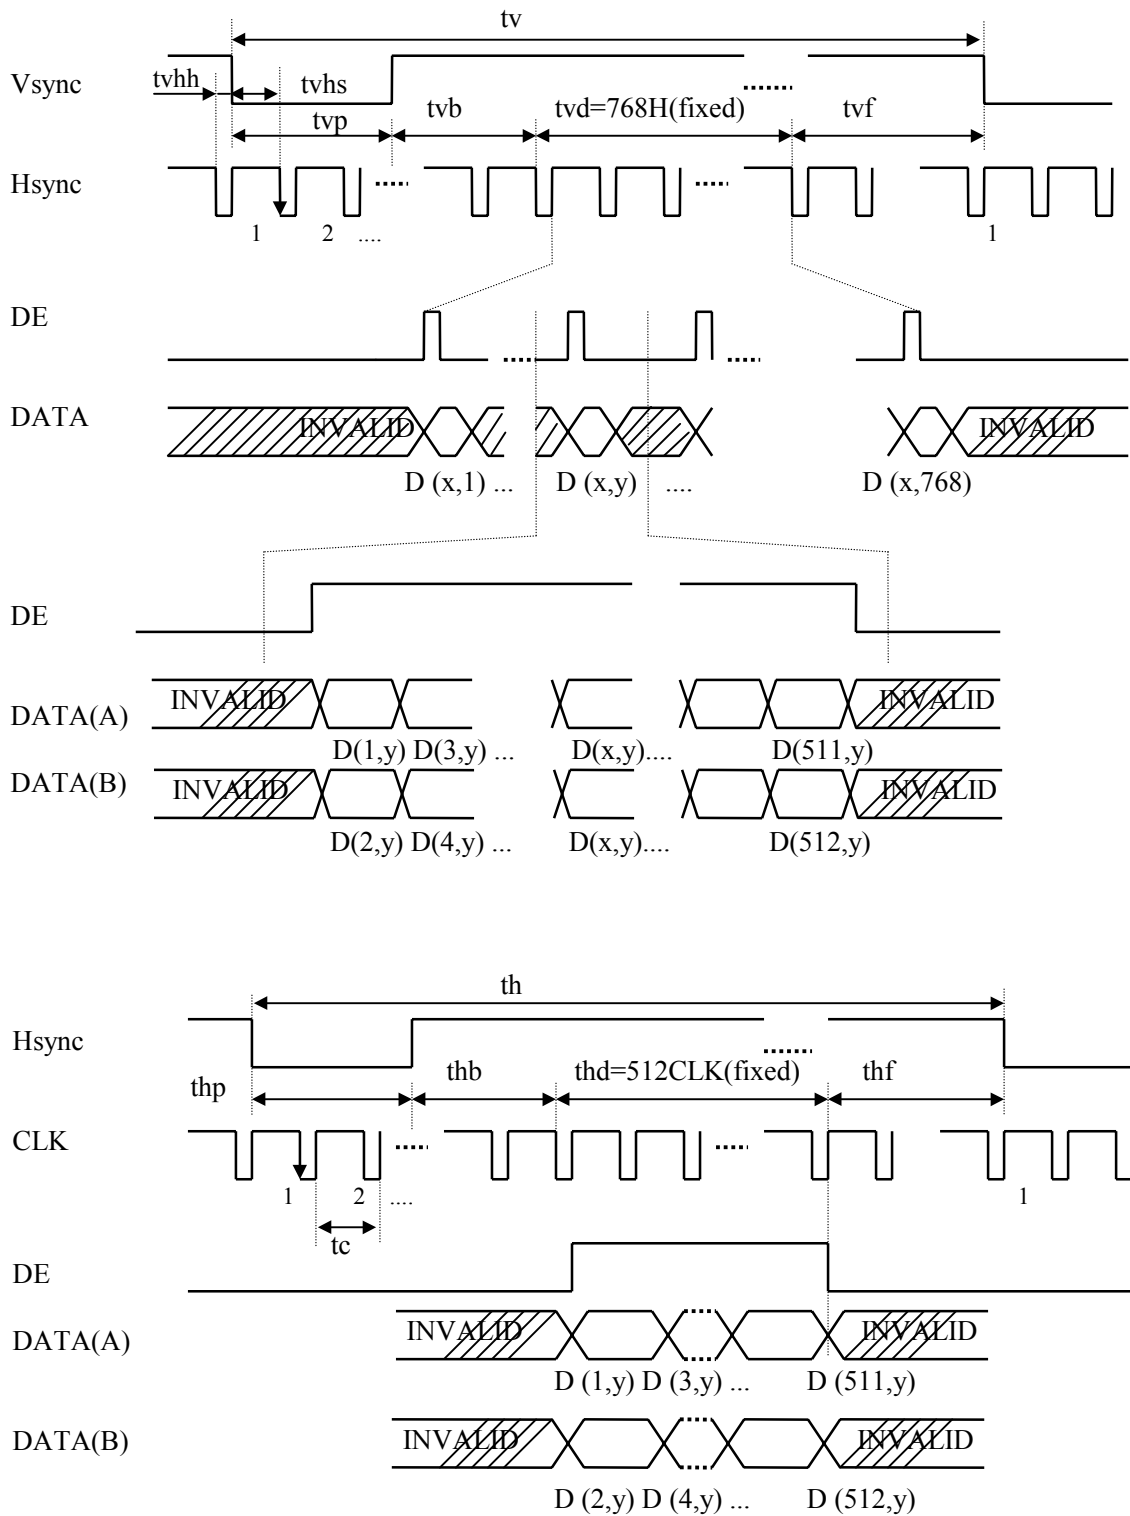 tv
Vsync
tvhh
tvhs
tvp
tvb
tvd=768H(fixed)
tvf
Hsync
1
2
....
1
DE
DATA
INVALID
INVALID
D (x,1) ...
D (x,y)
....
D (x,768)
DE
DATA(A)
INVALID
INVALID
D(1,y) D(3,y) ...
D(x,y)....
D(511,y)
DATA(B)
INVALID
INVALID
D(2,y) D(4,y) ...
D(x,y)....
D(512,y)
th
Hsync
thp
thb
thd=512CLK(fixed)
thf
CLK
1
2
....
1
tc
DE
DATA(A)
INVALID
INVALID
D (1,y) D (3,y) ...
D (511,y)
DATA(B)
INVALID
INVALID
D (2,y) D (4,y) ...
D (512,y)